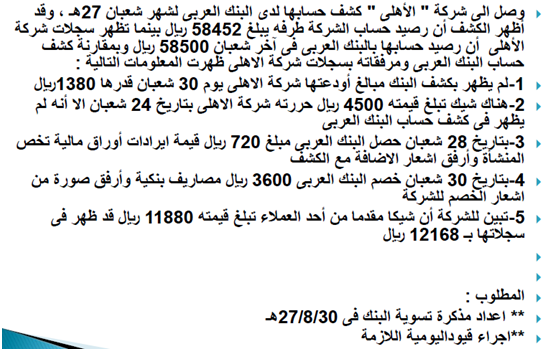 وصل الى شركة " الأهلى " كشف حسابها لدى البنك العربى لشهر شعبان 27هـ ، وقد
أظهر الكشف أن رصيد حساب الشركة طرفه يبلغ 58452 ريال بينما تظهر سجلات شركة
الأهلى أن رصيد حسابها بالبنك العربى فى آخر شعبان 58500 ريال وبمقارنة كشف
حساب البنك العربى ومرفقاته بسجلات شركة الاهلى ظهرت المعلومات التالية :
1-لم يظهر بكشف البنك مبالغ أودعتها شركة الاهلى يوم 30 شعبان قدرها 1380ريال
2-هناك شيك تبلغ قيمته 4500 ريال حررته شركة الاهلى بتاريخ 24 شعبان الا أنه لم
يظهر فى كشف حساب البنك العربى
3-بتاريخ 28 شعبان حصل البنك العربى مبلغ 720 ريال قيمة ايرادات أوراق مالية تخص
المنشأة وأرفق اشعار الاضافة مع الكشف
4-بتاريخ 30 شعبان خصم البنك العربى 3600 ريال مصاريف بنكية وأرفق صورة من
اشعار الخصم للشركة
5-تبين للشركة أن شيكا مقدما من أحد العملاء تبلغ قيمته 11880 ريال قد ظهر فى
سجلاتها بـ 12168 ريال
المطلوب :
** اعداد مذكرة تسوية البنك فى 27/8/30هـ
**اجراء قيوداليومية اللازمة